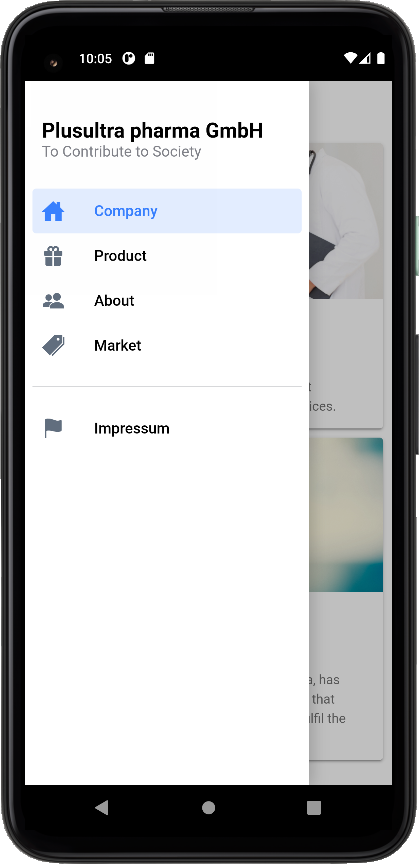 10:05
Plusultra pharma GmbH
To Contribute to Society
Company
Product
About
Market
t
ices.
Impressum
a, has
that
lfil the